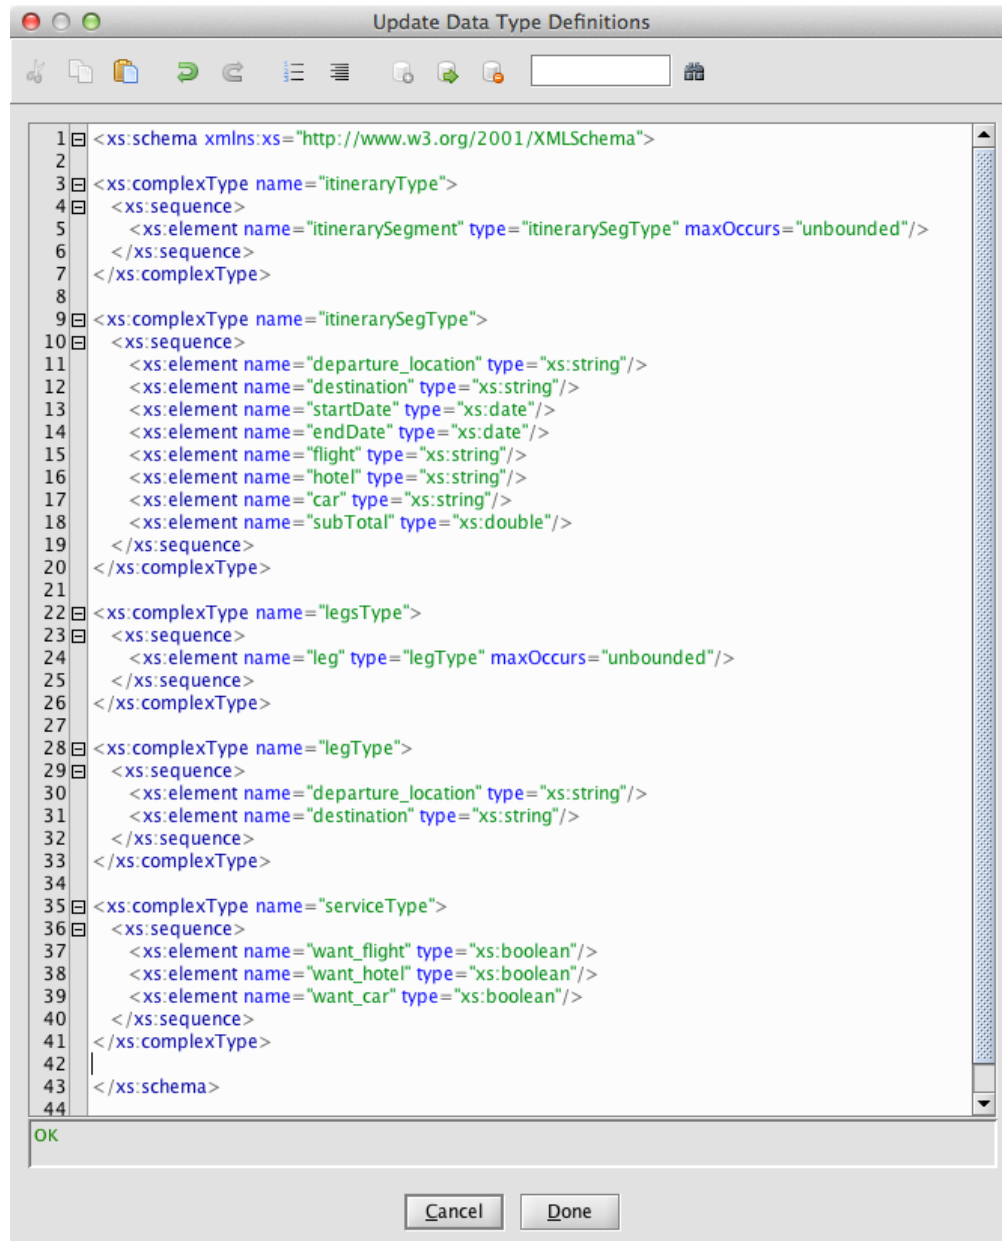 Update Data Type Definitions
1 <xs:schema xmlns:xs="http://www.w3.org/2001/XMLSchema">
2
3 <xs:complexType name="itineraryType">
4 <xs:sequence>
5 <xs:element name="itinerarySegment" type="itinerarySegType" maxOccurs="unbounded"/>
6 </xs:sequence>
7 </xs:complexType>
8
9 <xs:complexType name="itinerarySegType">
10 <xs:sequence>
11 <xs:element name="departure_location" type="xs:string"/>
12 <xs:element name="destination" type="xs:string"/>
13 <xs:element name="startDate" type="xs:date"/>
14 <xs:element name="endDate" type="xs:date"/>
15 <xs:element name="flight" type="xs:string"/>
16 <xs:element name="hotel" type="xs:string"/>
17 <xs:element name="car" type="xs:string"/>
18 <xs:element name="subTotal" type="xs:double"/>
19 </xs:sequence>
20 </xs:complexType>
21
22 <xs:complexType name="legsType">
23 <xs:sequence>
24 <xs:element name="leg" type="legType" maxOccurs="unbounded"/>
25 </xs:sequence>
26 </xs:complexType>
27
28 <xs:complexType name="legType">
29 <xs:sequence>
30 <xs:element name="departure_location" type="xs:string"/>
31 <xs:element name="destination" type="xs:string"/>
32 </xs:sequence>
33 </xs:complexType>
34
35 <xs:complexType name="serviceType">
36 <xs:sequence>
37 <xs:element name="want_flight" type="xs:boolean"/>
38 <xs:element name="want_hotel" type="xs:boolean"/>
39 <xs:element name="want_car" type="xs:boolean"/>
40 </xs:sequence>
41 </xs:complexType>
42
43 </xs:schema>
44
OK
Cancel Done